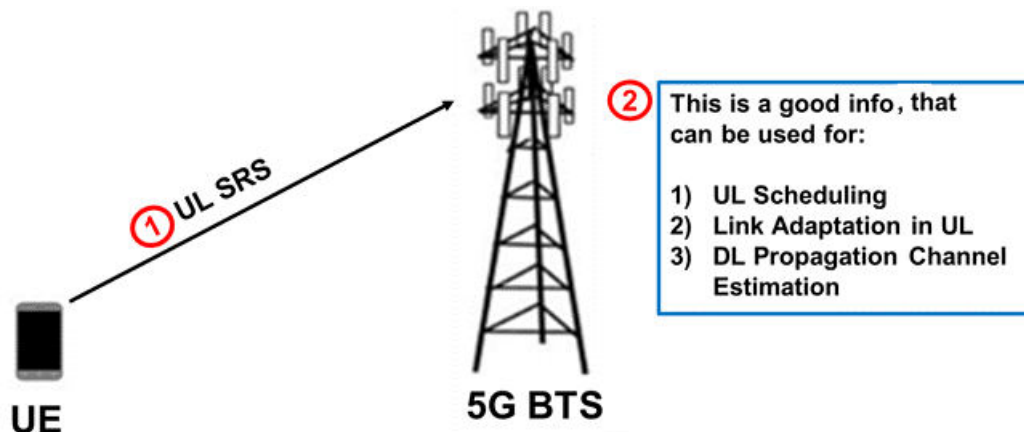 1 UL SRS
UE
5G BTS
2
This is a good info, that
can be used for:
1) UL Scheduling
2) Link Adaptation in UL
3) DL Propagation Channel
Estimation